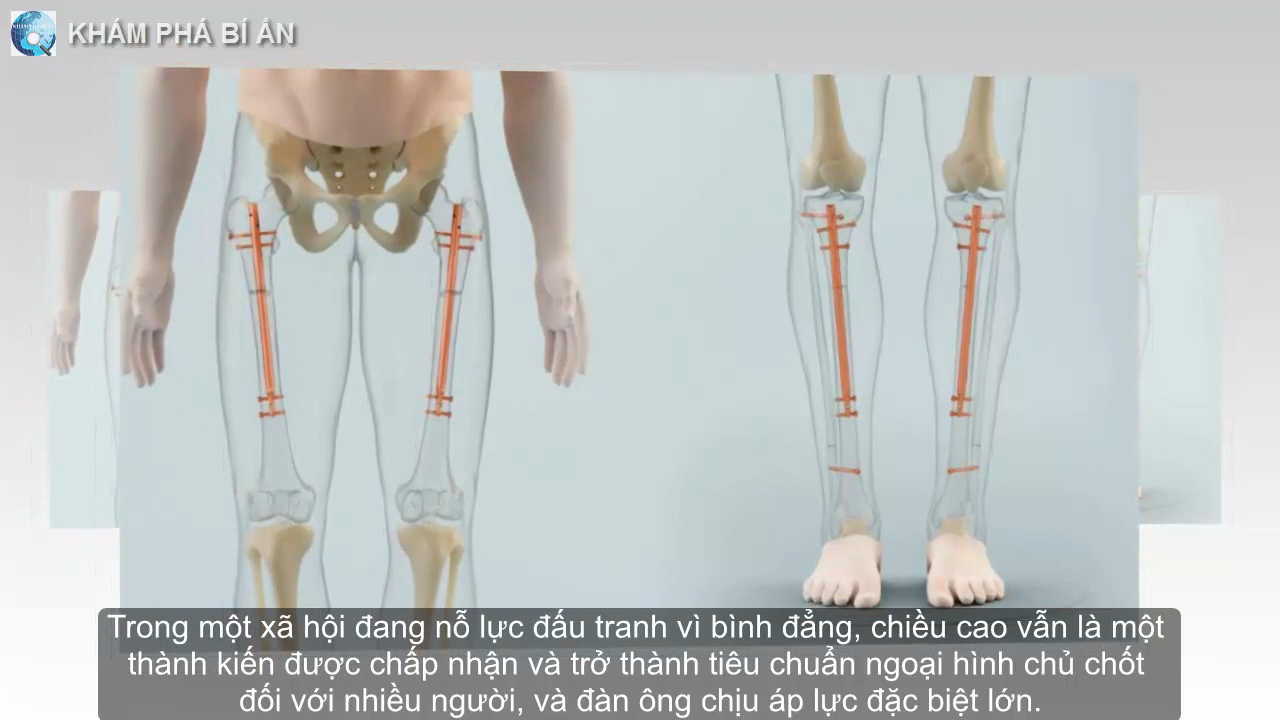 KHÁM PHÁ BÍ ẨN
Trong một xã hội đang nỗ lực đấu tranh vì bình đẳng, chiều cao vẫn là một
thành kiến được chấp nhận và trở thành tiêu chuẩn ngoại hình chủ chốt
đối với nhiều người, và đàn ông chịu áp lực đặc biệt lớn.